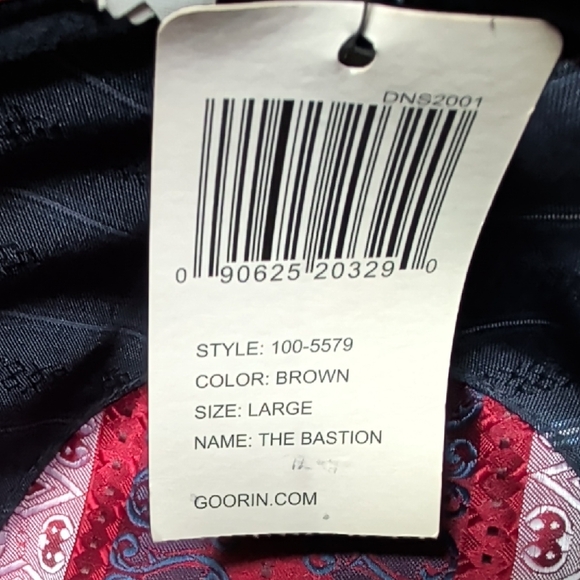 DNS2001
0 90625 20329 0
STYLE: 100-5579
COLOR: BROWN
SIZE: LARGE
NAME: THE BASTION
GOORIN.COM